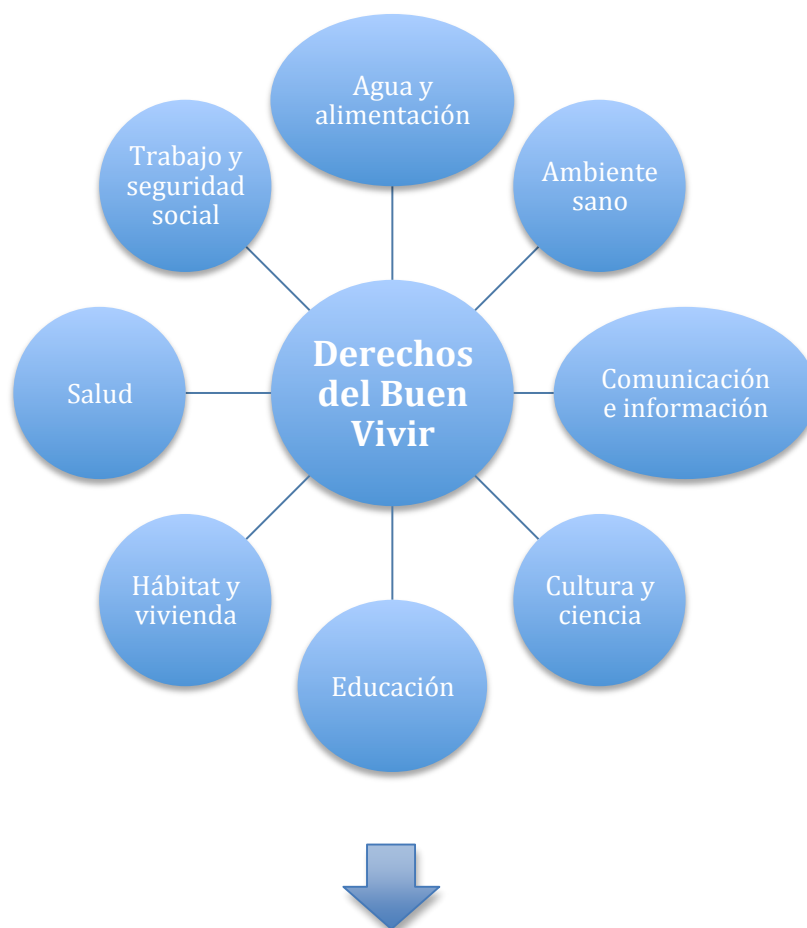 Agua y
alimentación
Ambiente
sano
Comunicación
e información
Cultura y
ciencia
Educación
Hábitat y
vivienda
Salud
Trabajo y
seguridad
social
Derechos
del Buen
Vivir